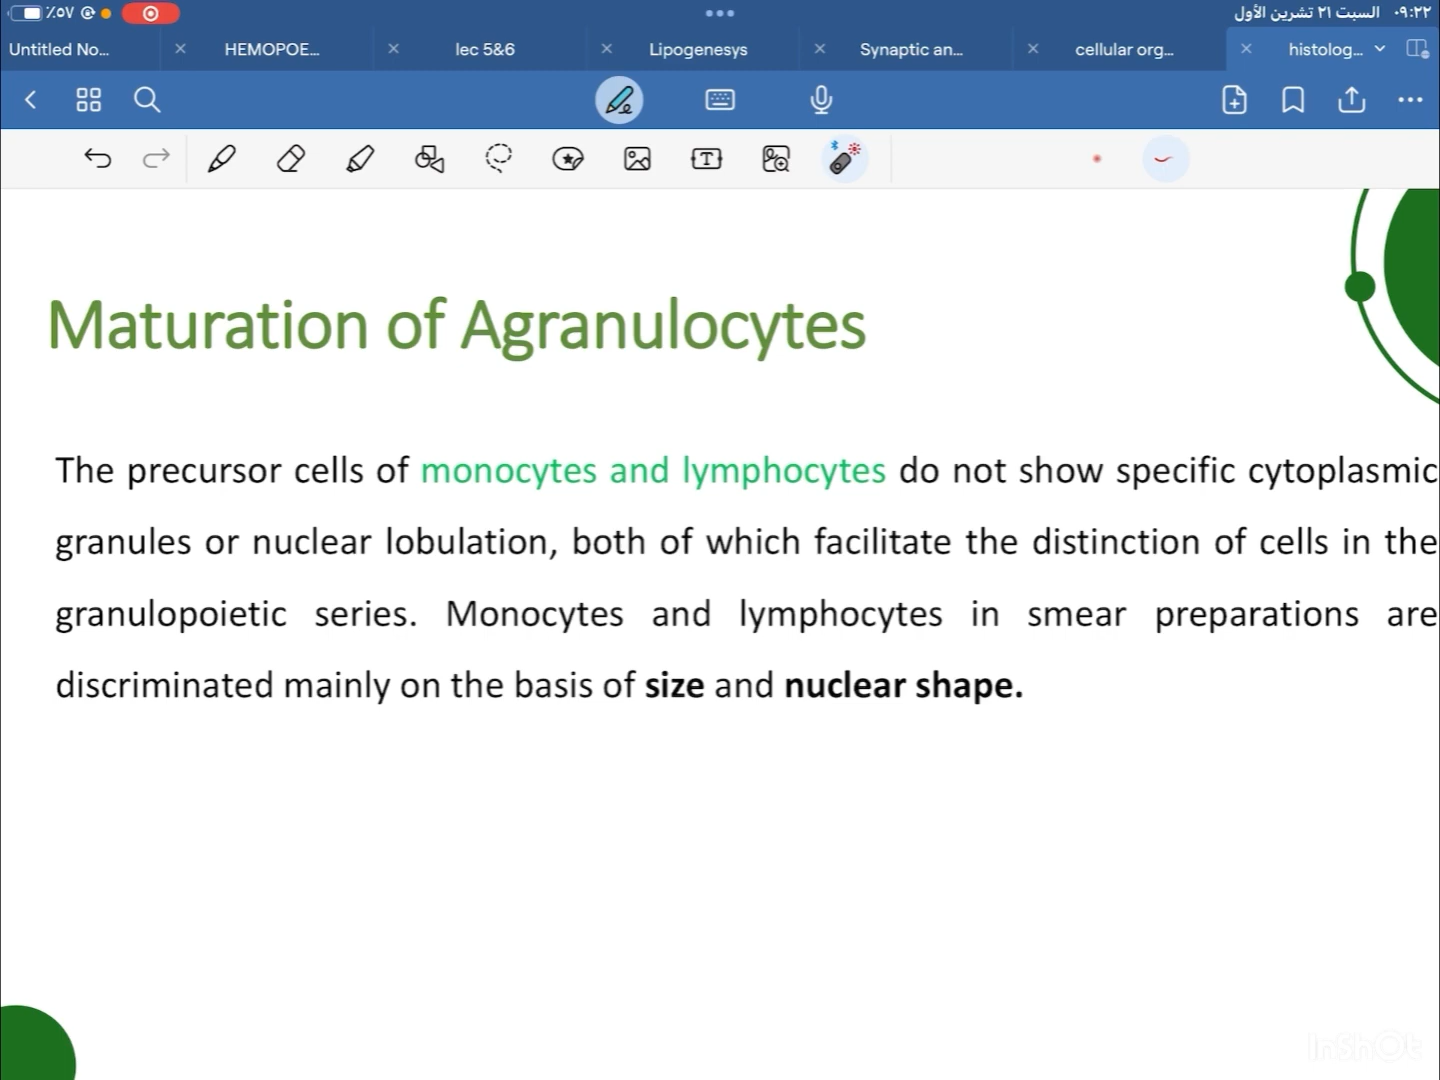 ٪٥٧ السبت ٢١ تشرين الأول ٠٩:٢٢
Untitled No... HEMOPOE... lec 5&6 Lipogenesys Synaptic an... cellular org... histolog...
Maturation of Agranulocytes
The precursor cells of monocytes and lymphocytes do not show specific cytoplasmic
granules or nuclear lobulation, both of which facilitate the distinction of cells in the
granulopoietic series. Monocytes and lymphocytes in smear preparations are
discriminated mainly on the basis of size and nuclear shape.
InShOt